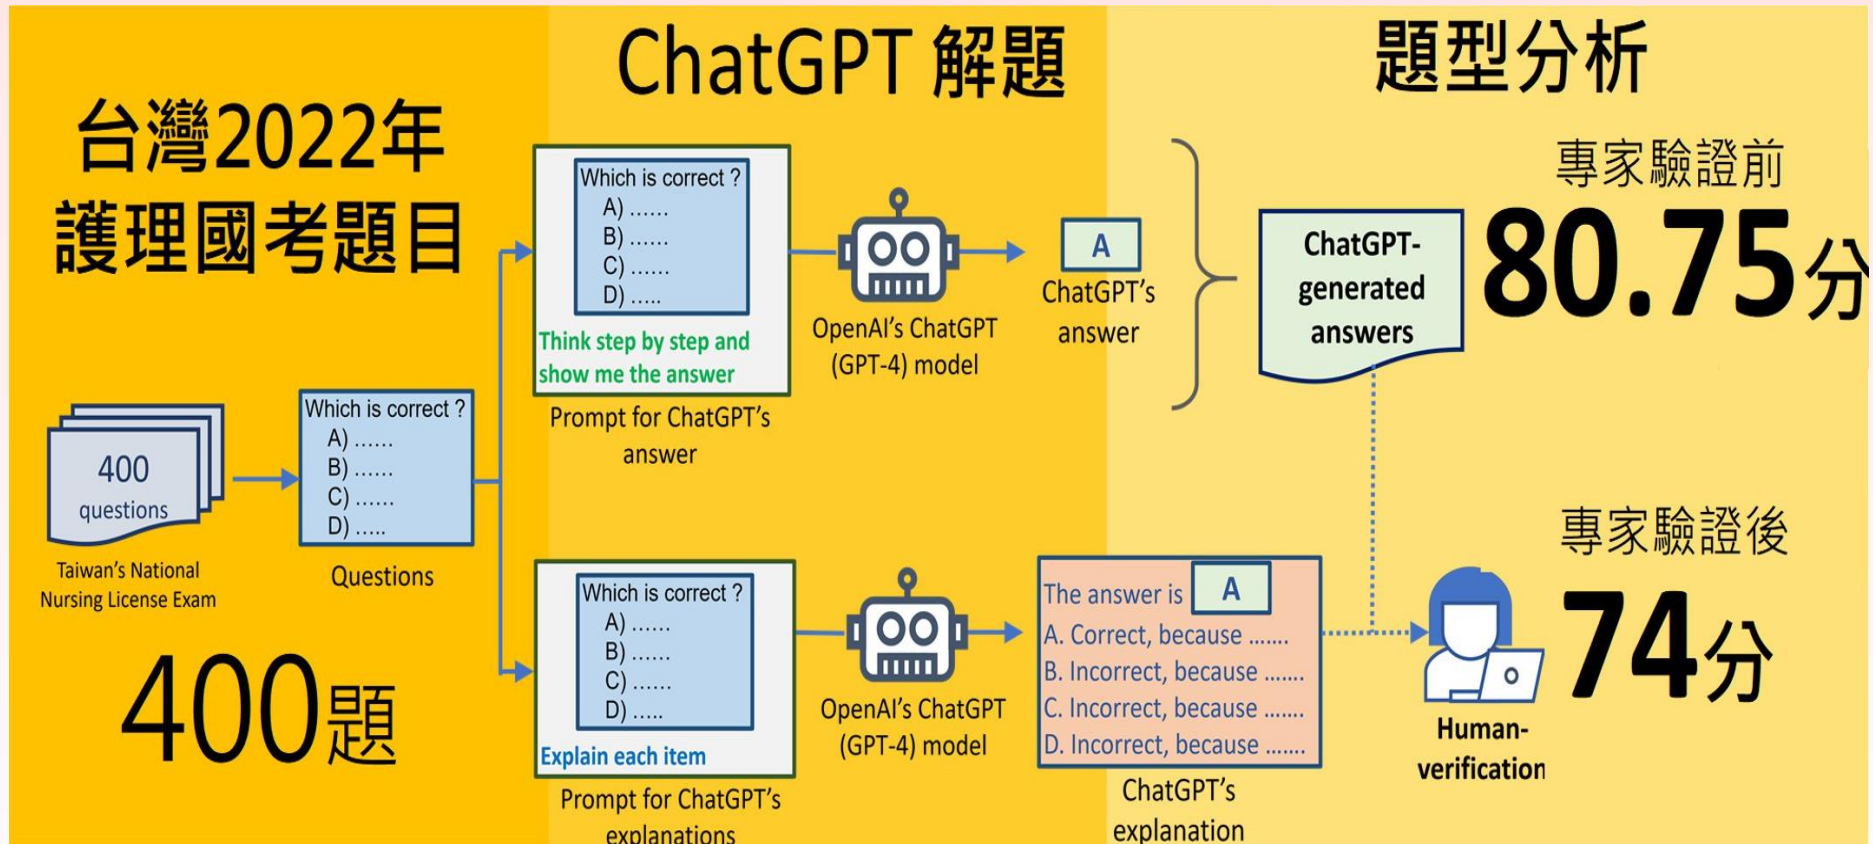 台灣2022年
護理國考題目
400
questions
Taiwan's National
Nursing License Exam
400題
Which is correct ?
A) ......
B) ......
C) ......
D) .....
Questions
ChatGPT 解題
Which is correct ?
A) ......
B) ......
C) ......
D) .....
Think step by step and
show me the answer
Prompt for ChatGPT's
answer
OpenAI's ChatGPT
(GPT-4) model
A
ChatGPT's
answer
Which is correct ?
A) ......
B) ......
C) ......
D) .....
Explain each item
Prompt for ChatGPT's
explanations
OpenAI's ChatGPT
(GPT-4) model
The answer is A
A. Correct, because .......
B. Incorrect, because .......
C. Incorrect, because .......
D. Incorrect, because .......
ChatGPT's
explanation
題型分析
專家驗證前
80.75分
ChatGPT-
generated
answers
專家驗證後
74分
Human-
verification